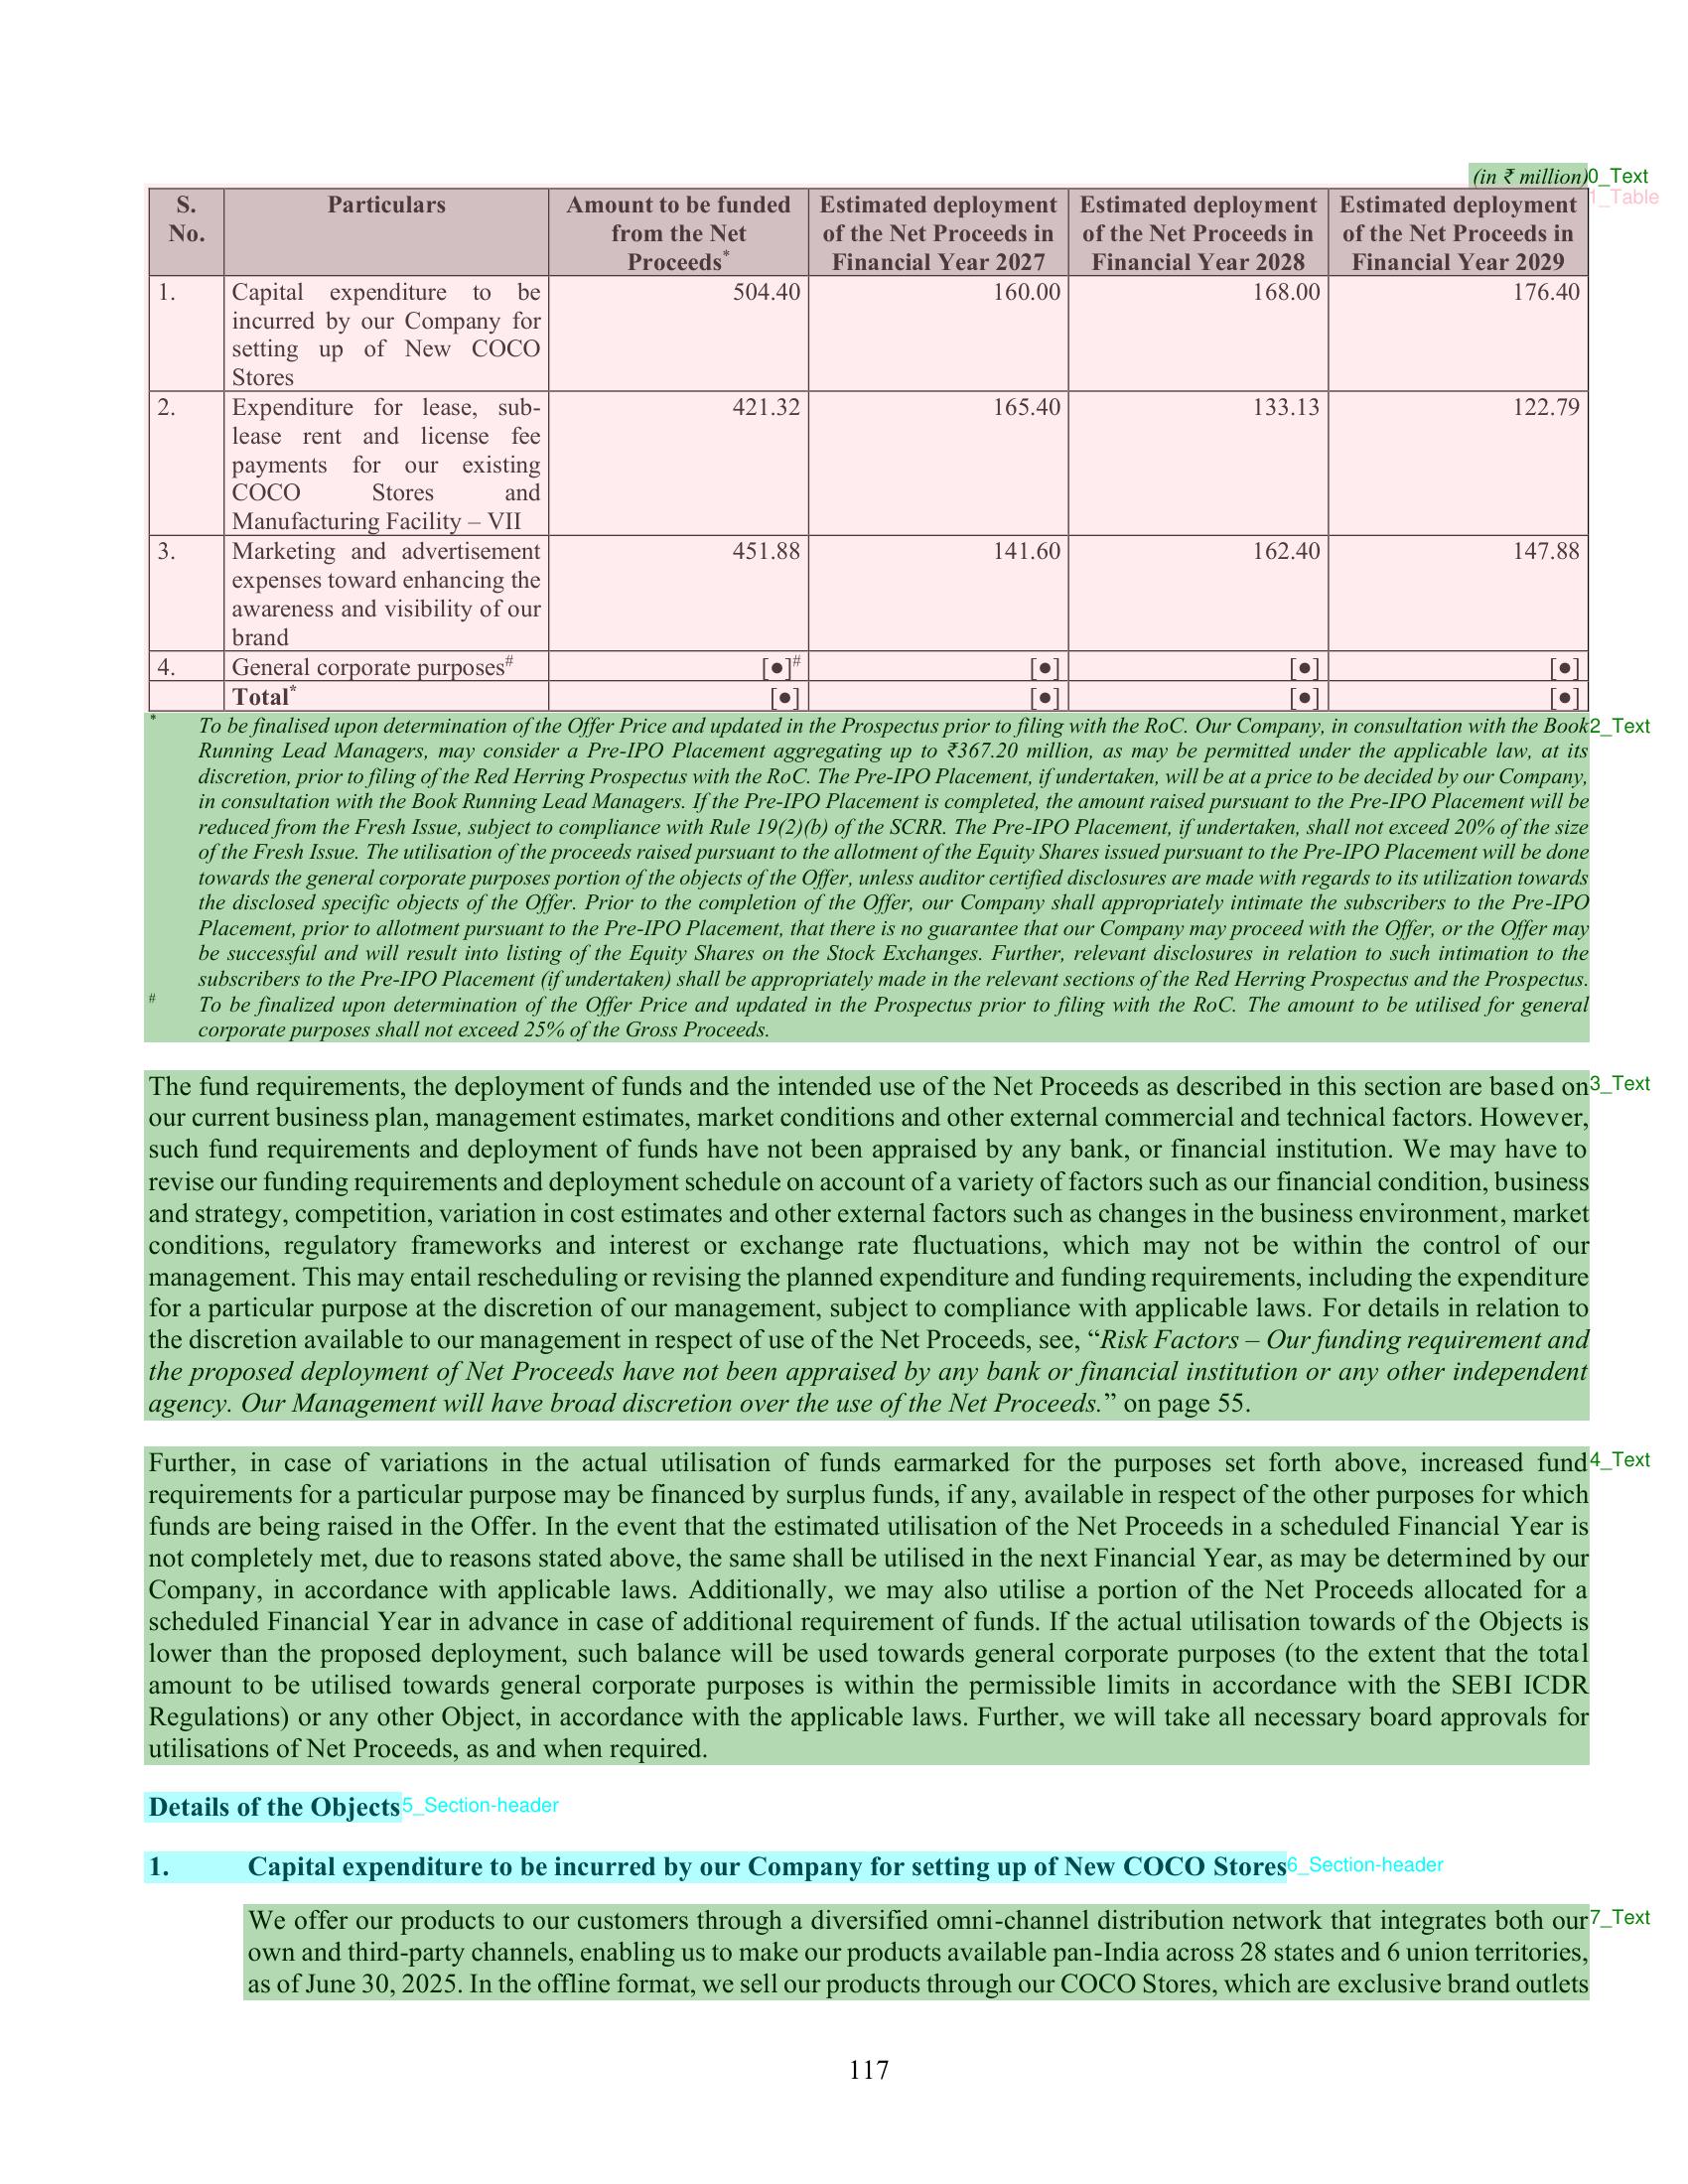 (in ₹ million)0_Text
1_Table
S. No. Particulars Amount to be funded from the Net Proceeds* Estimated deployment of the Net Proceeds in Financial Year 2027 Estimated deployment of the Net Proceeds in Financial Year 2028 Estimated deployment of the Net Proceeds in Financial Year 2029
1. Capital expenditure to be 504.40 160.00 168.00 176.40
incurred by our Company for
setting up of New COCO
Stores
2. Expenditure for lease, sub- 421.32 165.40 133.13 122.79
lease rent and license fee
payments for our existing
COCO Stores and
Manufacturing Facility – VII
3. Marketing and advertisement 451.88 141.60 162.40 147.88
expenses toward enhancing the
awareness and visibility of our
brand
4. General corporate purposes# [●]# [●] [●] [●]
Total* [●] [●] [●] [●]
* To be finalised upon determination of the Offer Price and updated in the Prospectus prior to filing with the RoC. Our Company, in consultation with the Book 2_Text
Running Lead Managers, may consider a Pre-IPO Placement aggregating up to ₹367.20 million, as may be permitted under the applicable law, at its
discretion, prior to filing of the Red Herring Prospectus with the RoC. The Pre-IPO Placement, if undertaken, will be at a price to be decided by our Company,
in consultation with the Book Running Lead Managers. If the Pre-IPO Placement is completed, the amount raised pursuant to the Pre-IPO Placement will be
reduced from the Fresh Issue, subject to compliance with Rule 19(2)(b) of the SCRR. The Pre-IPO Placement, if undertaken, shall not exceed 20% of the size
of the Fresh Issue. The utilisation of the proceeds raised pursuant to the allotment of the Equity Shares issued pursuant to the Pre-IPO Placement will be done
towards the general corporate purposes portion of the objects of the Offer, unless auditor certified disclosures are made with regards to its utilization towards
the disclosed specific objects of the Offer. Prior to the completion of the Offer, our Company shall appropriately intimate the subscribers to the Pre-IPO
Placement, prior to allotment pursuant to the Pre-IPO Placement, that there is no guarantee that our Company may proceed with the Offer, or the Offer may
be successful and will result into listing of the Equity Shares on the Stock Exchanges. Further, relevant disclosures in relation to such intimation to the
subscribers to the Pre-IPO Placement (if undertaken) shall be appropriately made in the relevant sections of the Red Herring Prospectus and the Prospectus.
# To be finalized upon determination of the Offer Price and updated in the Prospectus prior to filing with the RoC. The amount to be utilised for general
corporate purposes shall not exceed 25% of the Gross Proceeds.
The fund requirements, the deployment of funds and the intended use of the Net Proceeds as described in this section are based on 3_Text
our current business plan, management estimates, market conditions and other external commercial and technical factors. However,
such fund requirements and deployment of funds have not been appraised by any bank, or financial institution. We may have to
revise our funding requirements and deployment schedule on account of a variety of factors such as our financial condition, business
and strategy, competition, variation in cost estimates and other external factors such as changes in the business environment, market
conditions, regulatory frameworks and interest or exchange rate fluctuations, which may not be within the control of our
management. This may entail rescheduling or revising the planned expenditure and funding requirements, including the expenditure
for a particular purpose at the discretion of our management, subject to compliance with applicable laws. For details in relation to
the discretion available to our management in respect of use of the Net Proceeds, see, “Risk Factors – Our funding requirement and
the proposed deployment of Net Proceeds have not been appraised by any bank or financial institution or any other independent
agency. Our Management will have broad discretion over the use of the Net Proceeds.” on page 55.
Further, in case of variations in the actual utilisation of funds earmarked for the purposes set forth above, increased fund 4_Text
requirements for a particular purpose may be financed by surplus funds, if any, available in respect of the other purposes for which
funds are being raised in the Offer. In the event that the estimated utilisation of the Net Proceeds in a scheduled Financial Year is
not completely met, due to reasons stated above, the same shall be utilised in the next Financial Year, as may be determined by our
Company, in accordance with applicable laws. Additionally, we may also utilise a portion of the Net Proceeds allocated for a
scheduled Financial Year in advance in case of additional requirement of funds. If the actual utilisation towards of the Objects is
lower than the proposed deployment, such balance will be used towards general corporate purposes (to the extent that the total
amount to be utilised towards general corporate purposes is within the permissible limits in accordance with the SEBI ICDR
Regulations) or any other Object, in accordance with the applicable laws. Further, we will take all necessary board approvals for
utilisations of Net Proceeds, as and when required.
Details of the Objects 5_Section-header
1. Capital expenditure to be incurred by our Company for setting up of New COCO Stores 6_Section-header
We offer our products to our customers through a diversified omni-channel distribution network that integrates both our 7_Text
own and third-party channels, enabling us to make our products available pan-India across 28 states and 6 union territories,
as of June 30, 2025. In the offline format, we sell our products through our COCO Stores, which are exclusive brand outlets
117